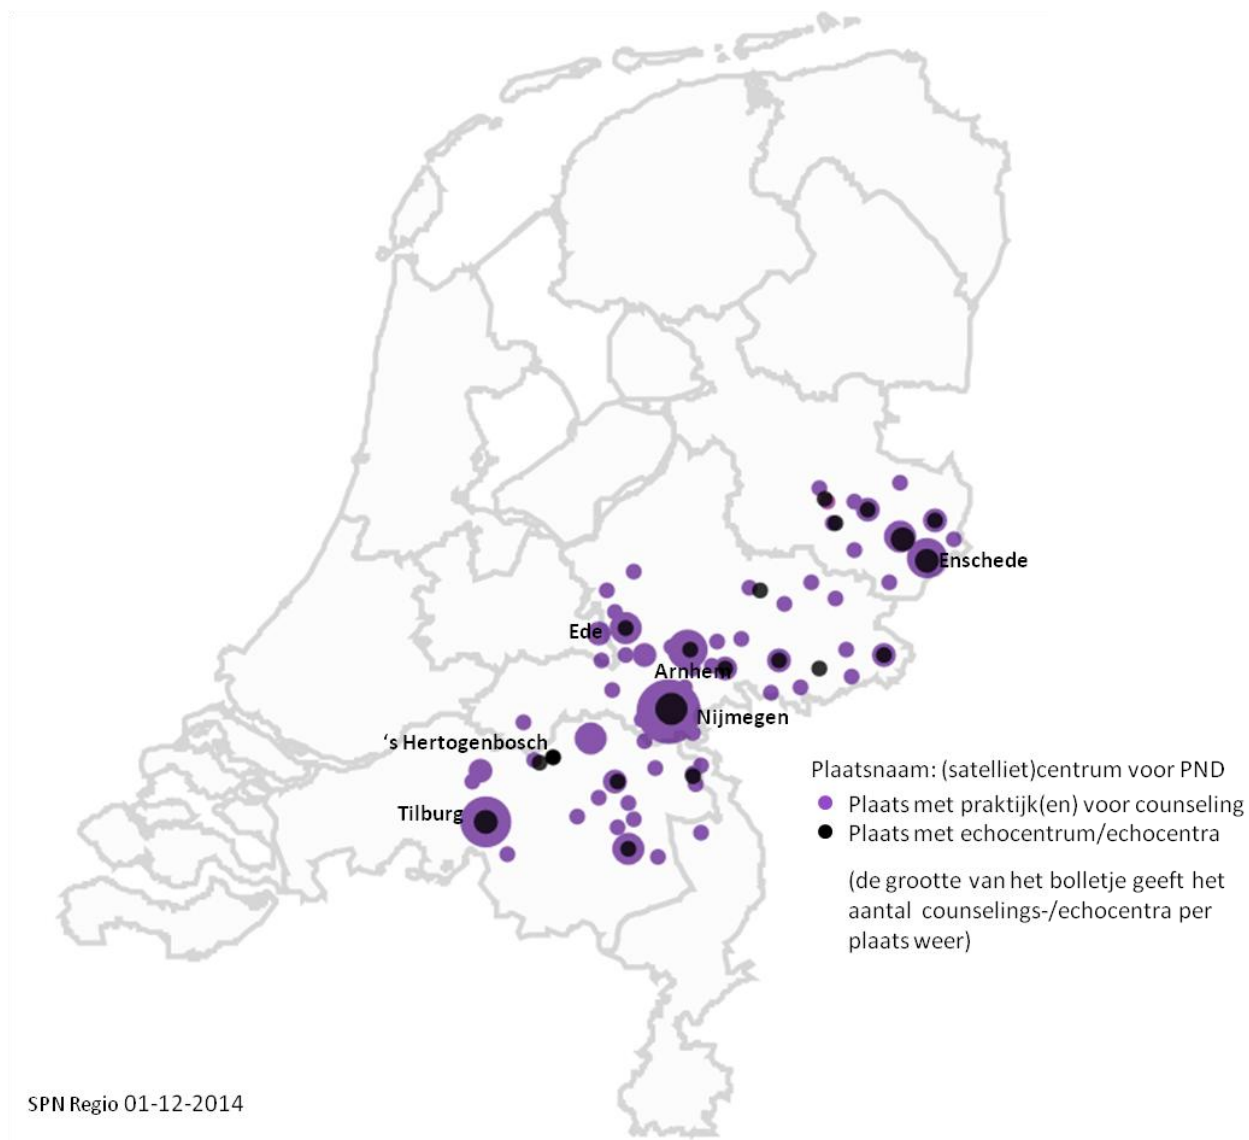 Enschede
Ede
Arnhem
Nijmegen
‘s Hertogenbosch
Tilburg
Plaatsnaam: (satelliet)centrum voor PND
Plaats met praktijk(en) voor counseling
Plaats met echocentrum/echocentra
(de grootte van het bolletje geeft het
aantal counselings-/echocentra per
plaats weer)
SPN Regio 01-12-2014